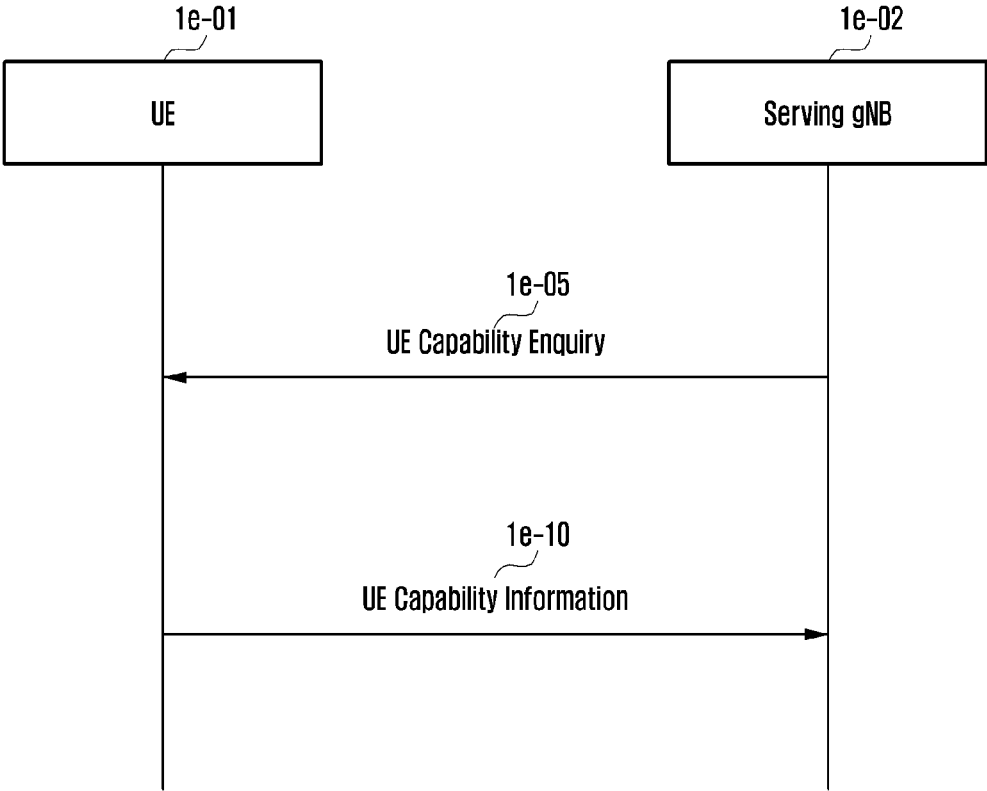 1e-01
1e-02
UE
Serving gNB
1e-05
UE Capability Enquiry
1e-10
UE Capability Information